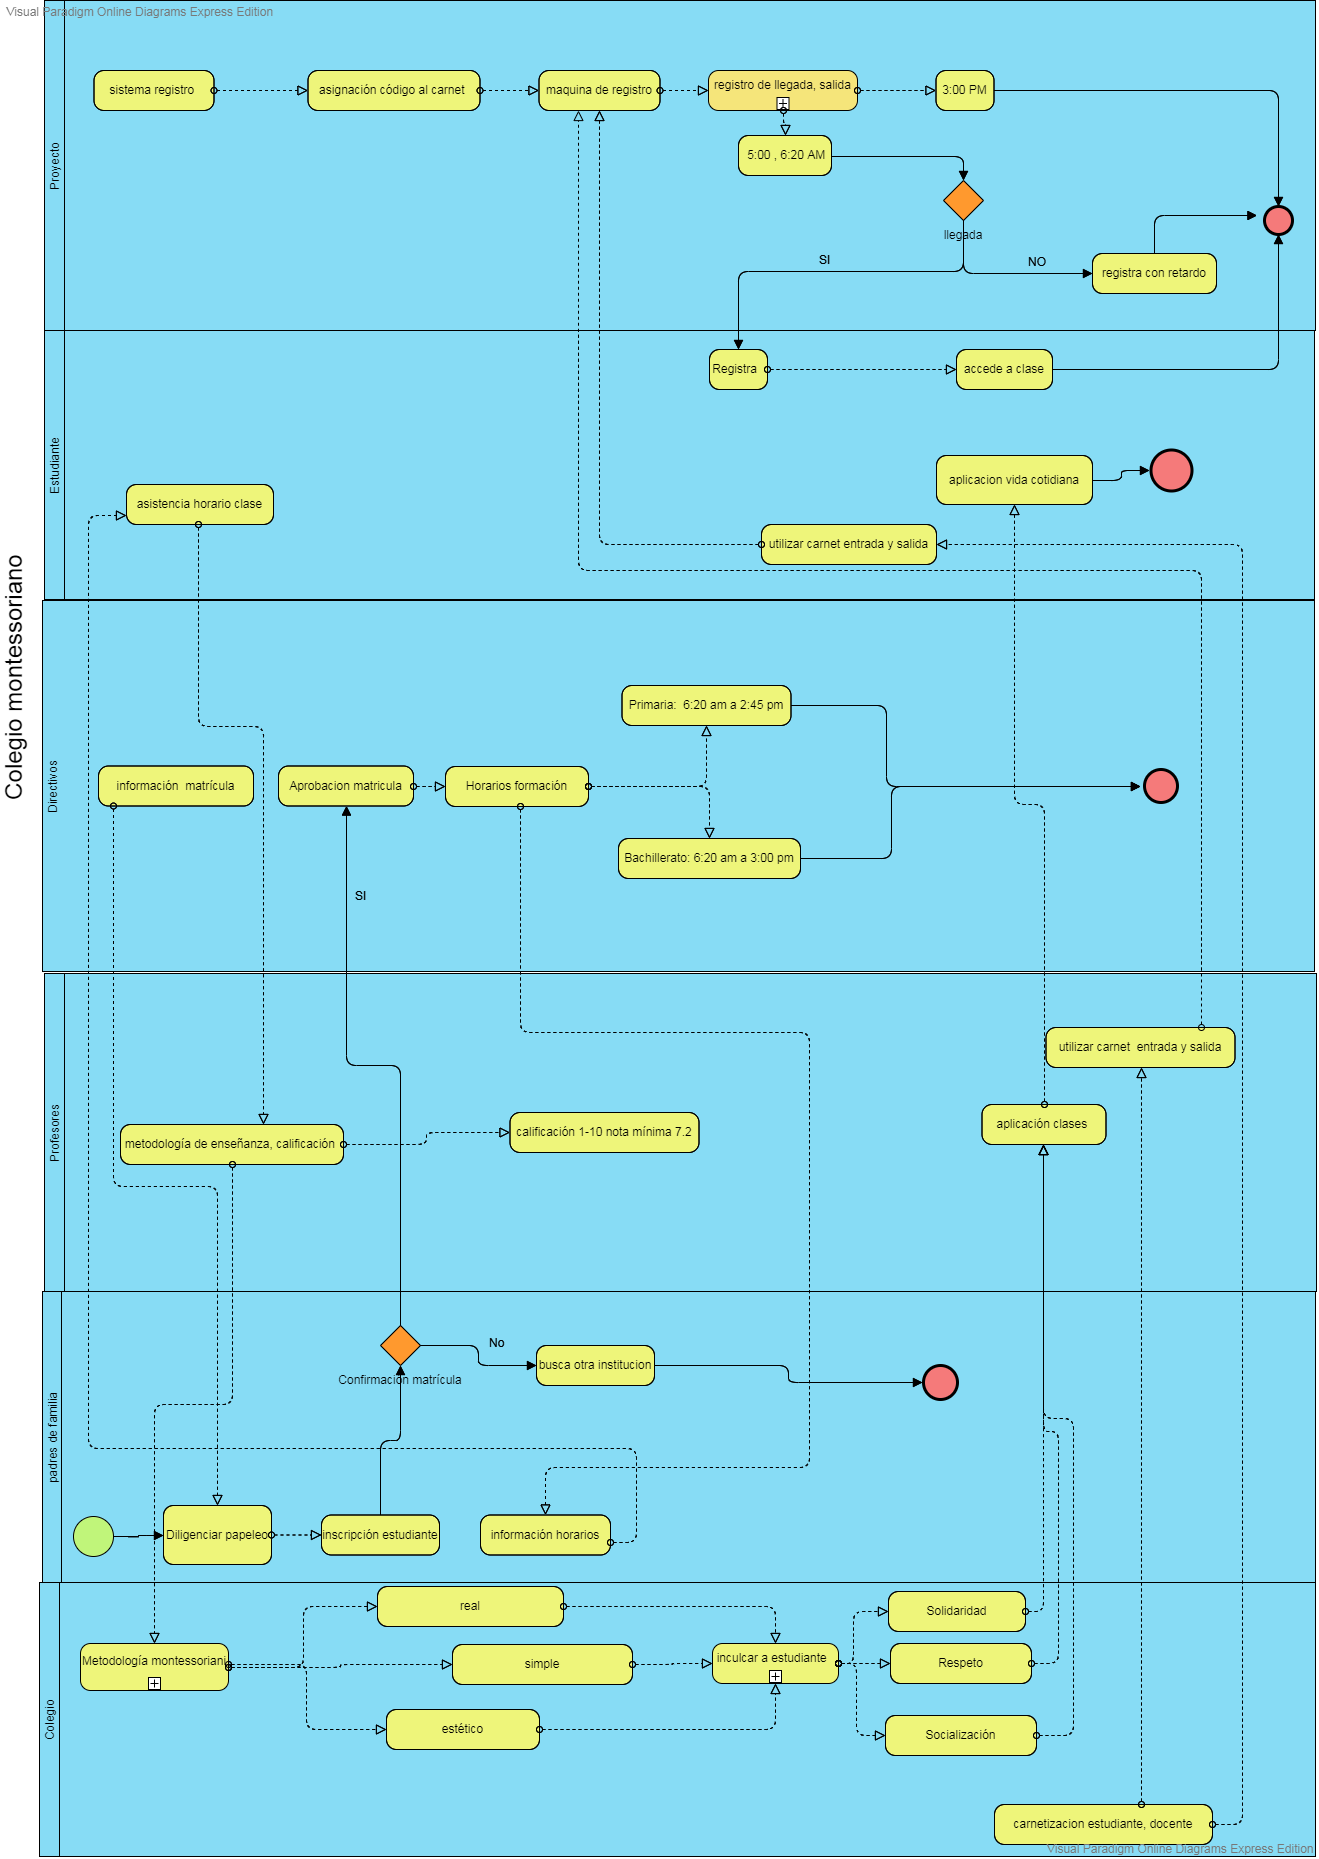 Visual Paradigm Online Diagrams Express Edition
Colegio montessoriano
Proyecto
sistema registro
asignación código al carnet
maquina de registro
registro de llegada, salida
3:00 PM
5:00 , 6:20 AM
llegada
SI
NO
registra con retardo
Estudiante
Registra
accede a clase
aplicacion vida cotidiana
asistencia horario clase
utilizar carnet entrada y salida
Directivos
Primaria:  6:20 am a 2:45 pm
información  matrícula
Aprobacion matricula
Horarios formación
Bachillerato: 6:20 am a 3:00 pm
SI
Profesores
utilizar carnet  entrada y salida
aplicación clases
calificación 1-10 nota mínima 7.2
metodología de enseñanza, calificación
padres de familia
No
busca otra institucion
Confirmación matrícula
Diligenciar papeleo
inscripción estudiante
información horarios
Colegio
real
Solidaridad
Metodología montessoriani
simple
inculcar a estudiante
Respeto
estético
Socialización
carnetizacion estudiante, docente
Visual Paradigm Online Diagrams Express Edition